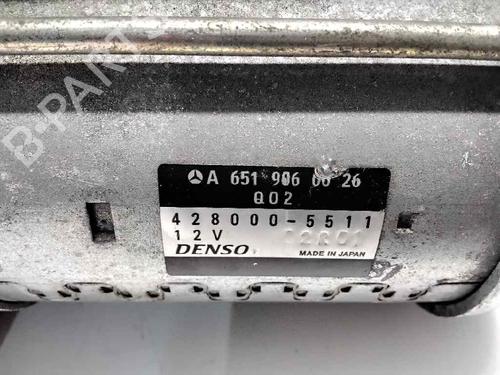 B-PARTS
A 651 906 00 26
Q02
428000-5511
12V
DENSO MADE IN JAPAN